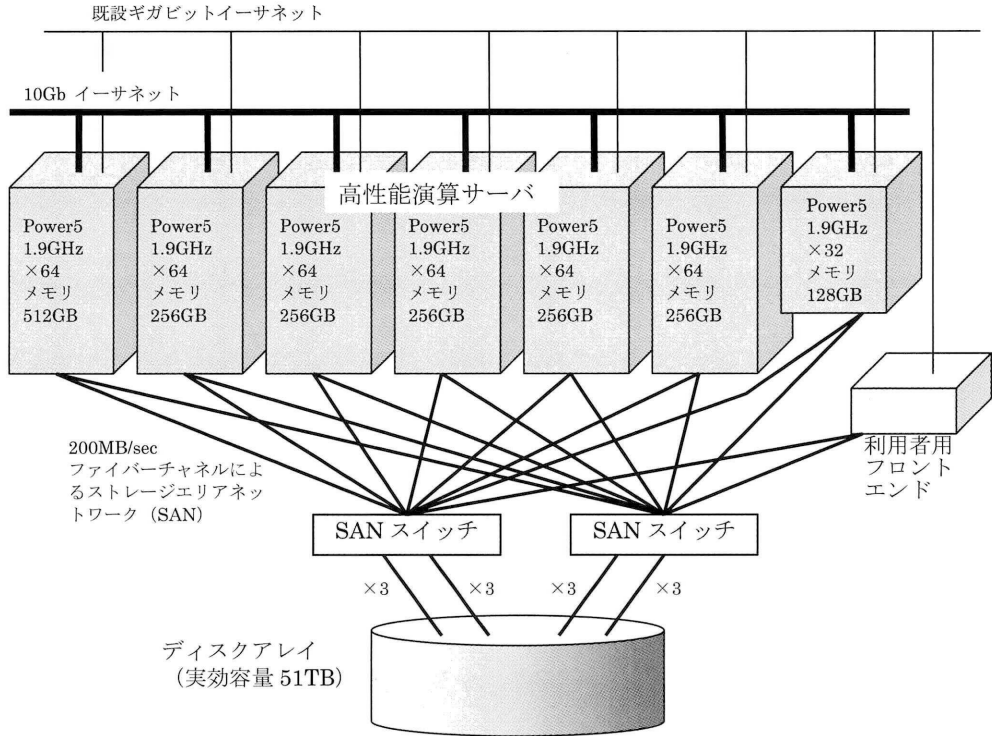 既設ギガビットイーサネット
10Gb イーサネット
高性能演算サーバ
Power5
1.9GHz
×64
メモリ
512GB
Power5
1.9GHz
×64
メモリ
256GB
Power5
1.9GHz
×64
メモリ
256GB
Power5
1.9GHz
×64
メモリ
256GB
Power5
1.9GHz
×64
メモリ
256GB
Power5
1.9GHz
×64
メモリ
256GB
Power5
1.9GHz
×32
メモリ
128GB
利用者用
フロント
エンド
200MB/sec
ファイバーチャネルによ
るストレージエリアネッ
トワーク（SAN）
SAN スイッチ
SAN スイッチ
×3
×3
×3
×3
ディスクアレイ
（実効容量 51TB）